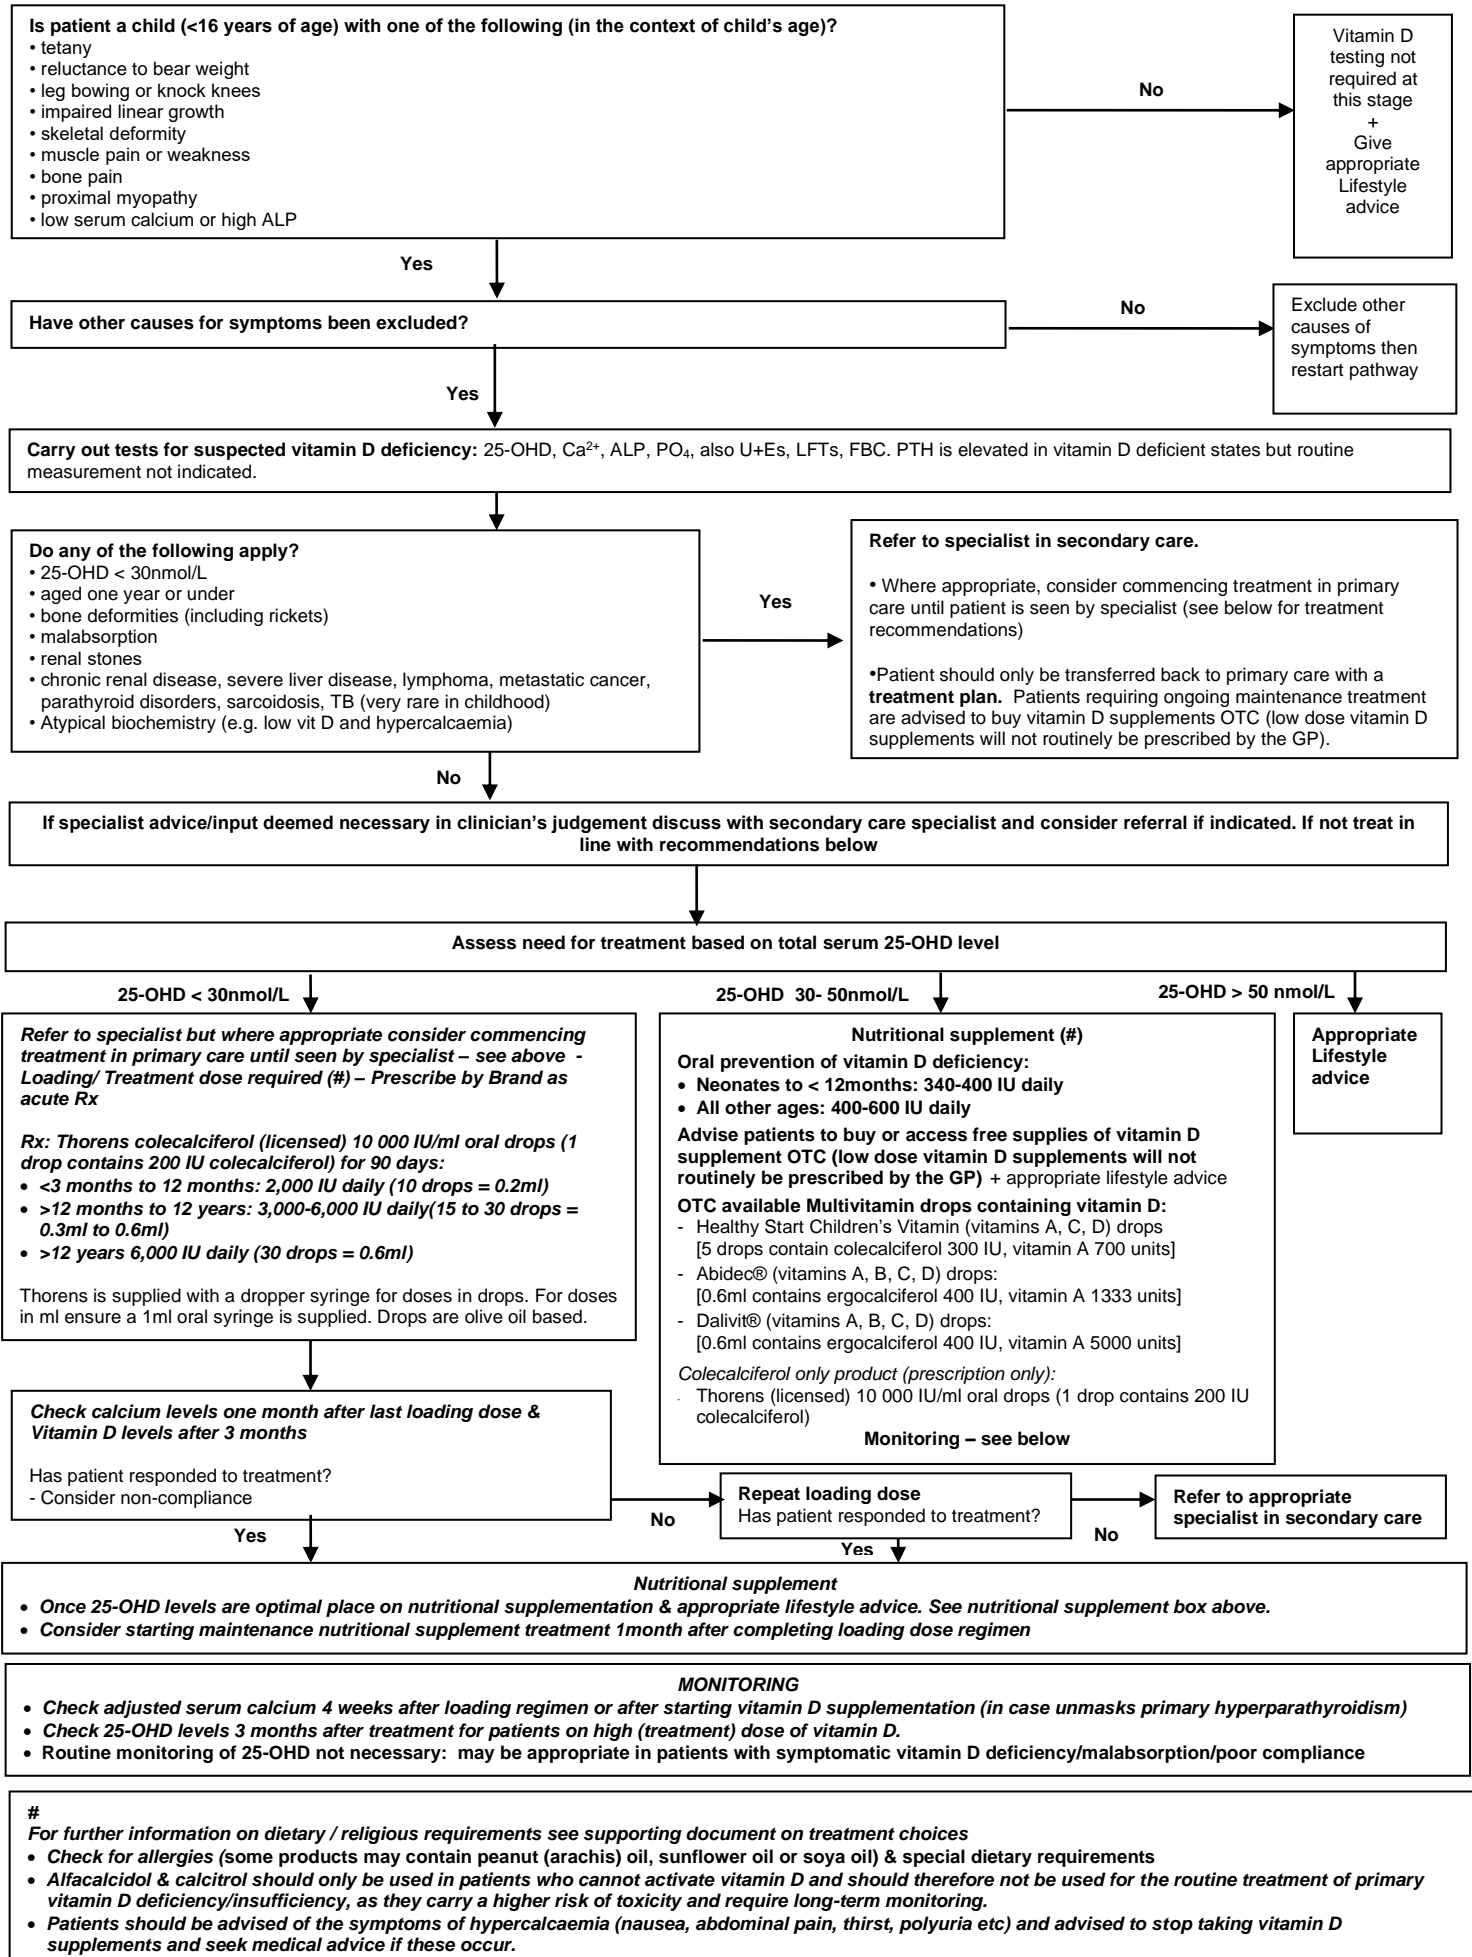 Is patient a child (<16 years of age) with one of the following (in the context of child's age)?
• tetany
• reluctance to bear weight
• leg bowing or knock knees
• impaired linear growth
• skeletal deformity
• muscle pain or weakness
• bone pain
• proximal myopathy
• low serum calcium or high ALP
No
Vitamin D
testing not
required at
this stage
+
Give
appropriate
Lifestyle
advice
Yes
Have other causes for symptoms been excluded?
No
Exclude other
causes of
symptoms then
restart pathway
Yes
Carry out tests for suspected vitamin D deficiency: 25-OHD, Ca²⁺, ALP, PO₄, also U+Es, LFTs, FBC. PTH is elevated in vitamin D deficient states but routine
measurement not indicated.
Do any of the following apply?
• 25-OHD < 30nmol/L
• aged one year or under
• bone deformities (including rickets)
• malabsorption
• renal stones
• chronic renal disease, severe liver disease, lymphoma, metastatic cancer,
parathyroid disorders, sarcoidosis, TB (very rare in childhood)
• Atypical biochemistry (e.g. low vit D and hypercalcaemia)
Yes
Refer to specialist in secondary care.
• Where appropriate, consider commencing treatment in primary
care until patient is seen by specialist (see below for treatment
recommendations)
•Patient should only be transferred back to primary care with a
treatment plan. Patients requiring ongoing maintenance treatment
are advised to buy vitamin D supplements OTC (low dose vitamin D
supplements will not routinely be prescribed by the GP).
No
If specialist advice/input deemed necessary in clinician's judgement discuss with secondary care specialist and consider referral if indicated. If not treat in
line with recommendations below
Assess need for treatment based on total serum 25-OHD level
25-OHD < 30nmol/L
25-OHD 30- 50nmol/L
25-OHD > 50 nmol/L
Refer to specialist but where appropriate consider commencing
treatment in primary care until seen by specialist – see above -
Loading/ Treatment dose required (#) – Prescribe by Brand as
acute Rx
Rx: Thorens colecalciferol (licensed) 10 000 IU/ml oral drops (1
drop contains 200 IU colecalciferol) for 90 days:
• <3 months to 12 months: 2,000 IU daily (10 drops = 0.2ml)
• >12 months to 12 years: 3,000-6,000 IU daily(15 to 30 drops =
0.3ml to 0.6ml)
• >12 years 6,000 IU daily (30 drops = 0.6ml)
Thorens is supplied with a dropper syringe for doses in drops. For doses
in ml ensure a 1ml oral syringe is supplied. Drops are olive oil based.
Nutritional supplement (#)
Oral prevention of vitamin D deficiency:
• Neonates to < 12months: 340-400 IU daily
• All other ages: 400-600 IU daily
Advise patients to buy or access free supplies of vitamin D
supplement OTC (low dose vitamin D supplements will not
routinely be prescribed by the GP) + appropriate lifestyle advice
OTC available Multivitamin drops containing vitamin D:
- Healthy Start Children's Vitamin (vitamins A, C, D) drops
[5 drops contain colecalciferol 300 IU, vitamin A 700 units]
- Abidec® (vitamins A, B, C, D) drops:
[0.6ml contains ergocalciferol 400 IU, vitamin A 1333 units]
- Dalivit® (vitamins A, B, C, D) drops:
[0.6ml contains ergocalciferol 400 IU, vitamin A 5000 units]
Colecalciferol only product (prescription only):
- Thorens (licensed) 10 000 IU/ml oral drops (1 drop contains 200 IU
colecalciferol)
Monitoring – see below
Appropriate
Lifestyle
advice
Check calcium levels one month after last loading dose &
Vitamin D levels after 3 months
Has patient responded to treatment?
- Consider non-compliance
No
Repeat loading dose
Has patient responded to treatment?
No
Refer to appropriate
specialist in secondary care
Yes
Yes
Nutritional supplement
• Once 25-OHD levels are optimal place on nutritional supplementation & appropriate lifestyle advice. See nutritional supplement box above.
• Consider starting maintenance nutritional supplement treatment 1month after completing loading dose regimen
MONITORING
• Check adjusted serum calcium 4 weeks after loading regimen or after starting vitamin D supplementation (in case unmasks primary hyperparathyroidism)
• Check 25-OHD levels 3 months after treatment for patients on high (treatment) dose of vitamin D.
• Routine monitoring of 25-OHD not necessary: may be appropriate in patients with symptomatic vitamin D deficiency/malabsorption/poor compliance
#
For further information on dietary / religious requirements see supporting document on treatment choices
• Check for allergies (some products may contain peanut (arachis) oil, sunflower oil or soya oil) & special dietary requirements
• Alfacalcidol & calcitrol should only be used in patients who cannot activate vitamin D and should therefore not be used for the routine treatment of primary
vitamin D deficiency/insufficiency, as they carry a higher risk of toxicity and require long-term monitoring.
• Patients should be advised of the symptoms of hypercalcaemia (nausea, abdominal pain, thirst, polyuria etc) and advised to stop taking vitamin D
supplements and seek medical advice if these occur.